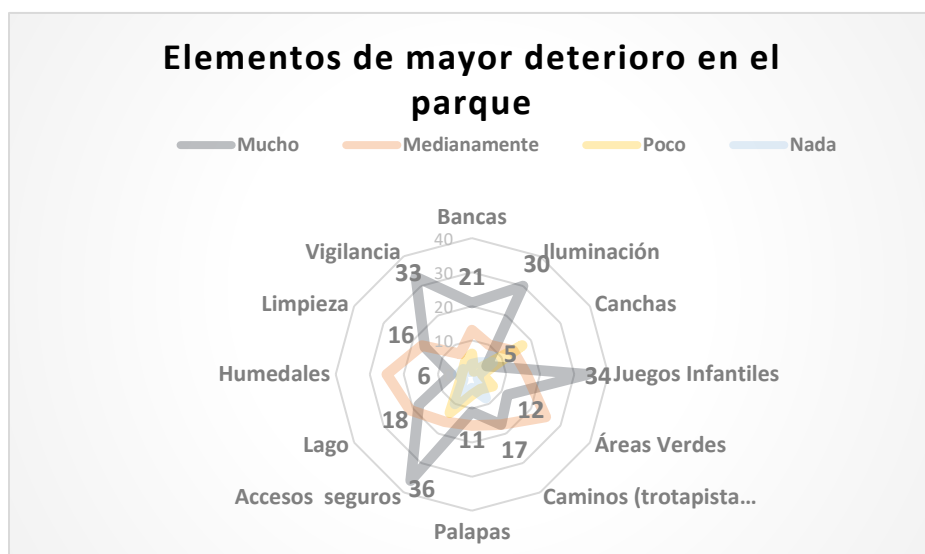 Elementos de mayor deterioro en el
parque
Mucho Medianamente Poco Nada
Bancas
Vigilancia 40 Iluminación
33 30 21 30
Limpieza 20 Canchas
16 10 5
Humedales 6 34 Juegos Infantiles
18 12
Lago 11 17 Áreas Verdes
Accesos  seguros 36 Caminos (trotapista…
Palapas